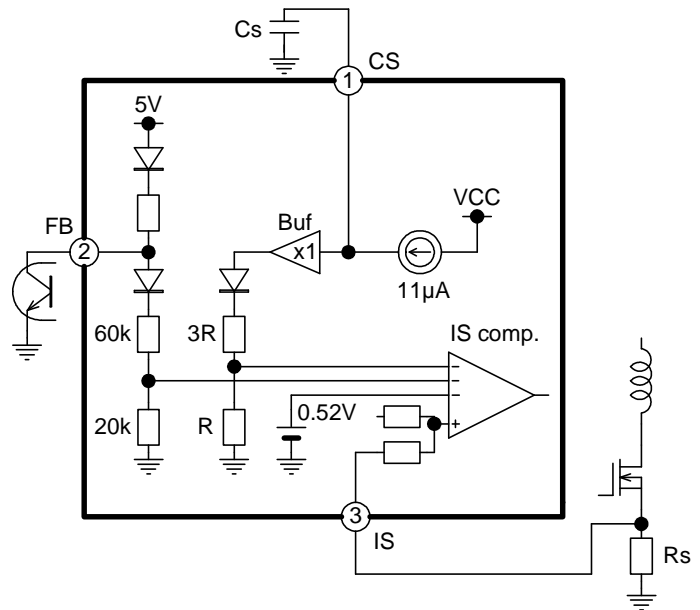 Cs
CS
1
5V
VCC
FB
Buf
2
x1
11µA
60k
3R
IS comp.
−
−
−
0.52V
20k
R
+
3
IS
Rs